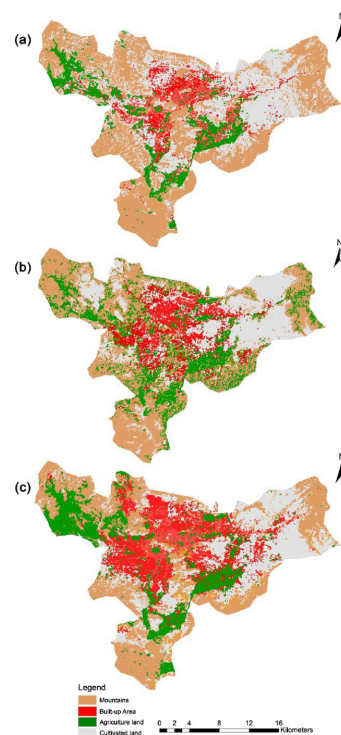 (a)
N
(b)
N
(c)
N
Legend
Mountains
Built-up Area
Agriculture land
Cultivated land
0 2 4 8 12 16
Kilometers